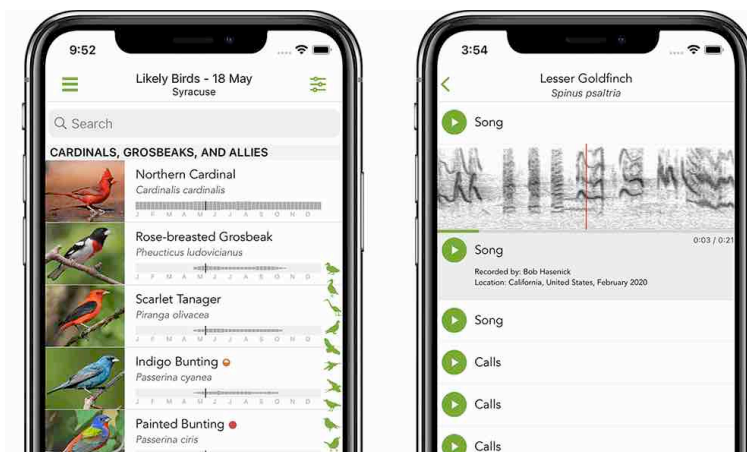 9:52
Likely Birds - 18 May
Syracuse
Search
CARDINALS, GROSBEAKS, AND ALLIES
Northern Cardinal
Cardinalis cardinalis
J F M A M J J A S O N D
Rose-breasted Grosbeak
Pheucticus ludovicianus
J F M A M J J A S O N D
Scarlet Tanager
Piranga olivacea
J F M A M J J A S O N D
Indigo Bunting
Passerina cyanea
J F M A M J J A S O N D
Painted Bunting
Passerina ciris
3:54
Lesser Goldfinch
Spinus psaltria
Song
0:03 / 0:21
Song
Recorded by: Bob Hasenick
Location: California, United States, February 2020
Song
Calls
Calls
Calls